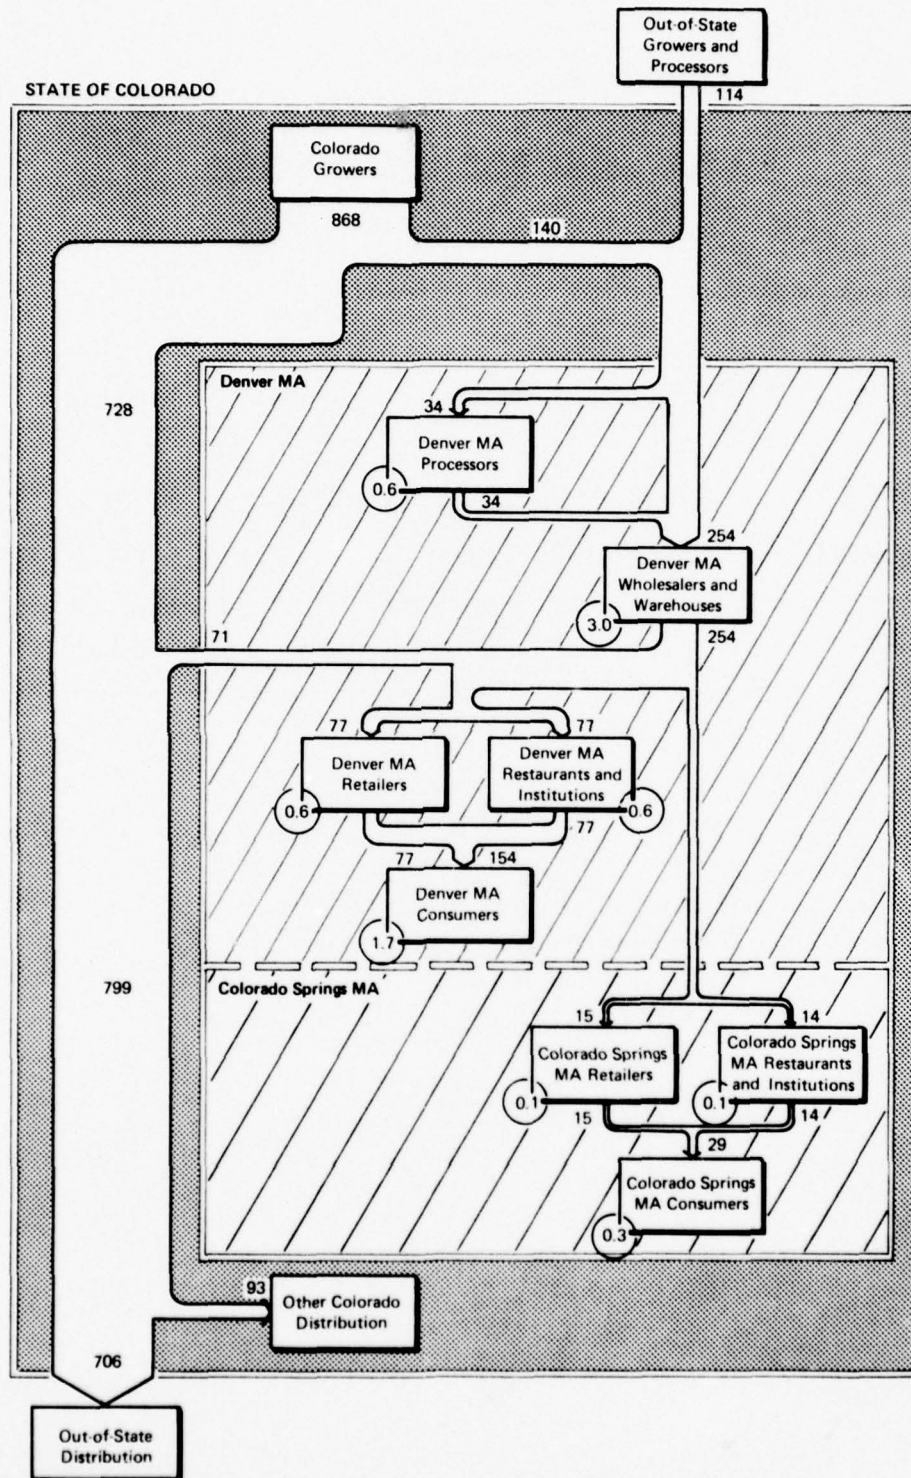 Out-of-State
Growers and
Processors
114
STATE OF COLORADO
Colorado
Growers
868
140
Denver MA
728
34
Denver MA
Processors
0.6
34
254
Denver MA
Wholesalers and
Warehouses
3.0
254
71
77
77
Denver MA
Retailers
0.6
Denver MA
Restaurants and
Institutions
0.6
77
77
154
Denver MA
Consumers
1.7
799
Colorado Springs MA
15
14
Colorado Springs
MA Retailers
0.1
Colorado Springs
MA Restaurants
and Institutions
0.1
15
14
29
Colorado Springs
MA Consumers
0.3
93
Other Colorado
Distribution
706
Out-of-State
Distribution